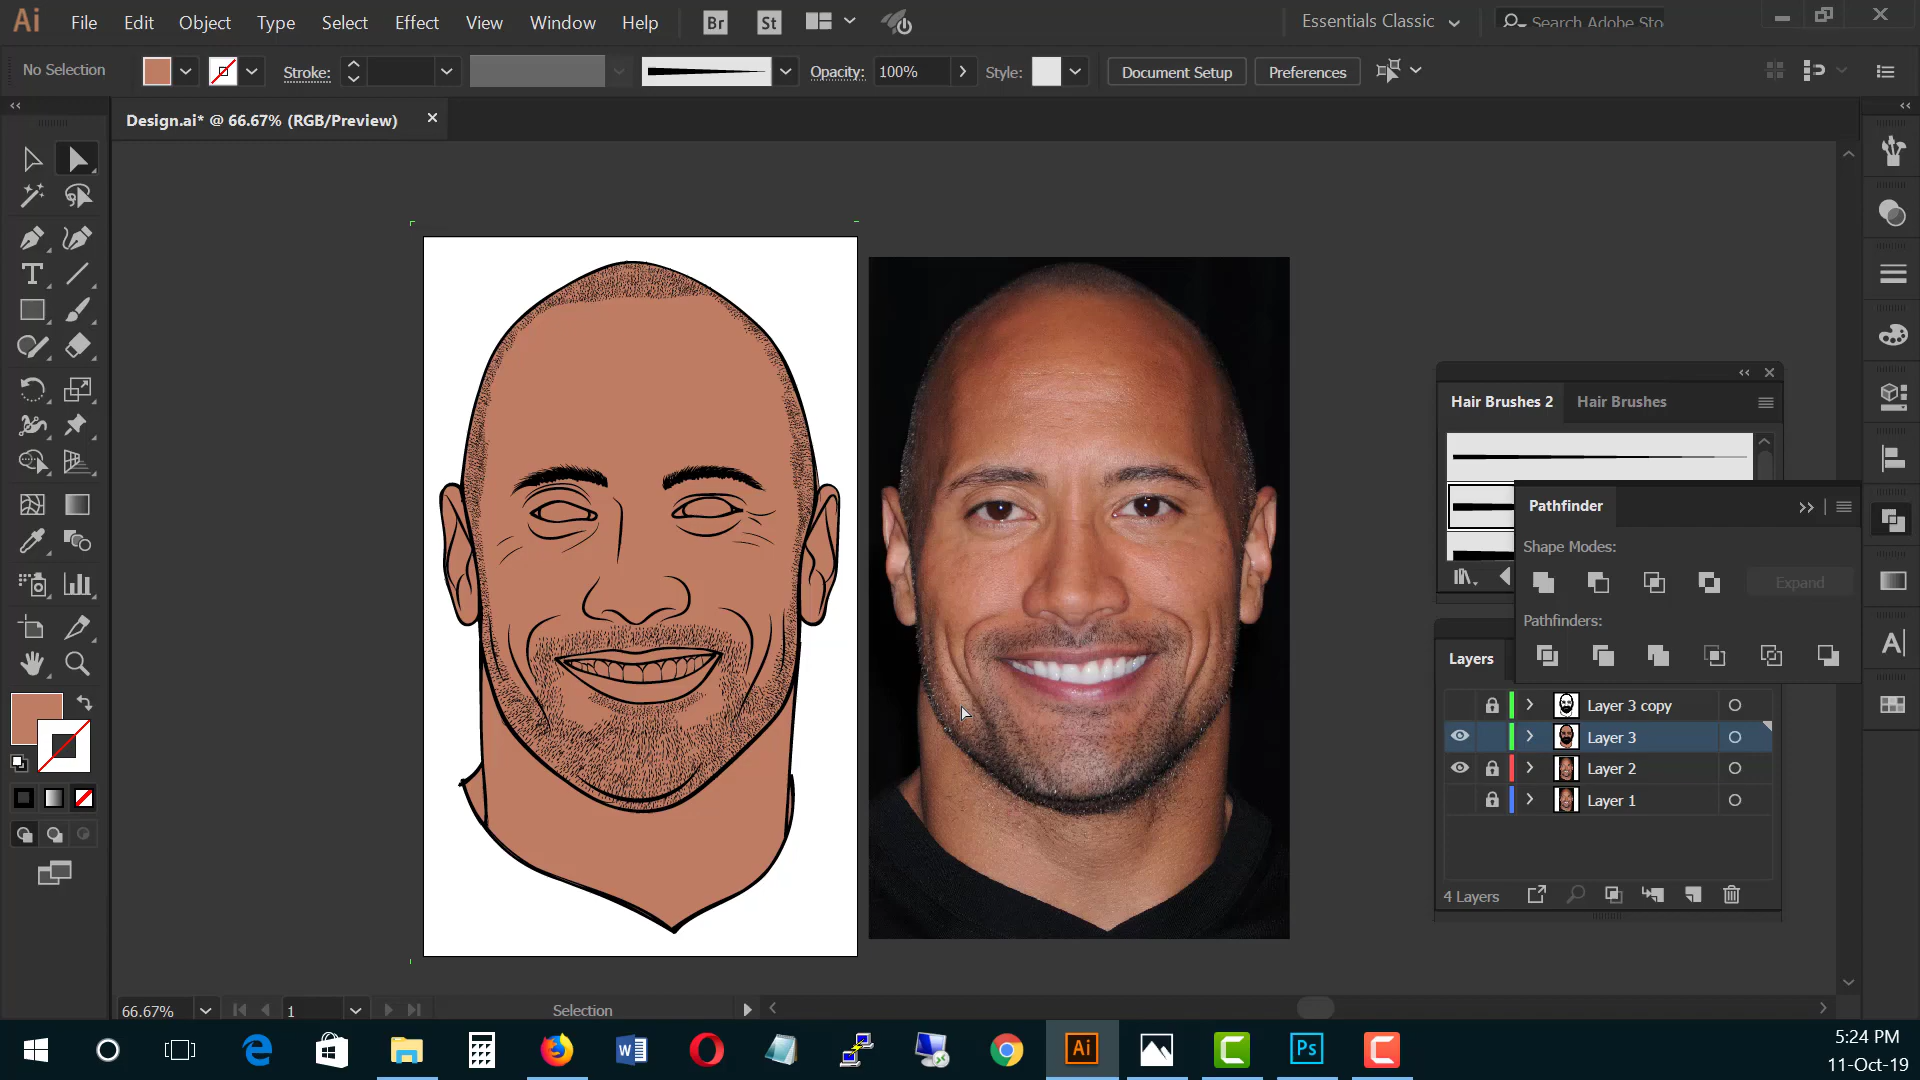 Ai File Edit Object Type Select Effect View Window Help Br St Essentials Classic Search Adobe Sto
No Selection Stroke: Opacity: 100% Style: Document Setup Preferences
Design.ai* @ 66.67% (RGB/Preview)
Hair Brushes 2 Hair Brushes
Pathfinder
Shape Modes:
Expand
Pathfinders:
Layers
Layer 3 copy
Layer 3
Layer 2
Layer 1
4 Layers
66.67% 1 Selection
5:24 PM
Ai Ps
11-Oct-19